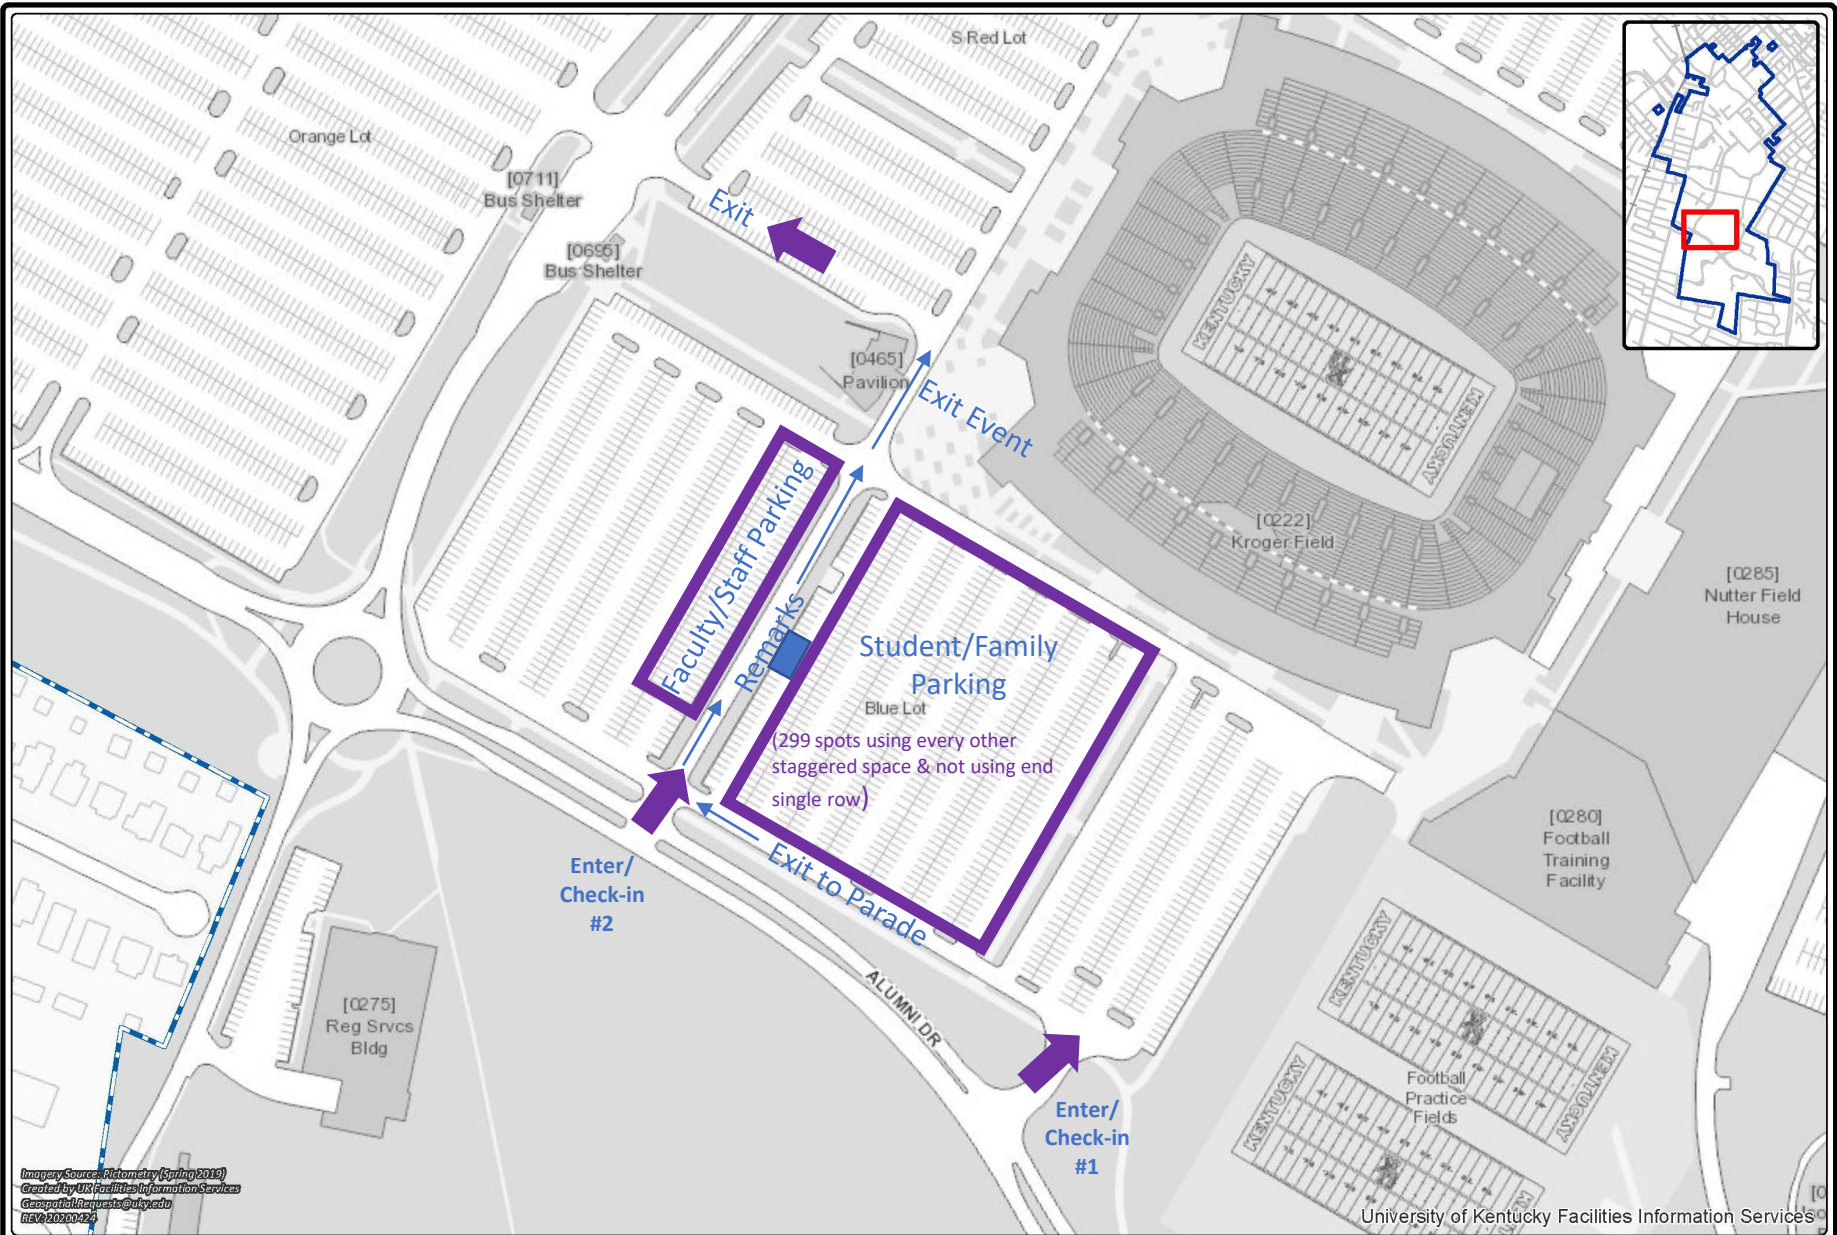 S Red Lot
Orange Lot
[0711]
Bus Shelter
Exit
[0695]
Bus Shelter
KENTUCKY
KENTUCKY
[0465]
Pavilion
Exit Event
Faculty/Staff Parking
[0222]
Kroger Field
[0285]
Nutter Field
House
Remarks
Student/Family
Parking
Blue Lot
(299 spots using every other
staggered space & not using end
single row)
[0280]
Football
Training
Facility
Enter/
Check-in
#2
Exit to Parade
ALUMNI DR
[0275]
Reg Srvcs
Bldg
KENTUCKY
KENTUCKY
Football
Practice
Fields
KENTUCKY
Enter/
Check-in
#1
Imagery Source: Pictometry (Spring 2019)
Created by UK Facilities Information Services
Geospatial.Requests@uky.edu
REV: 20200424
University of Kentucky Facilities Information Services